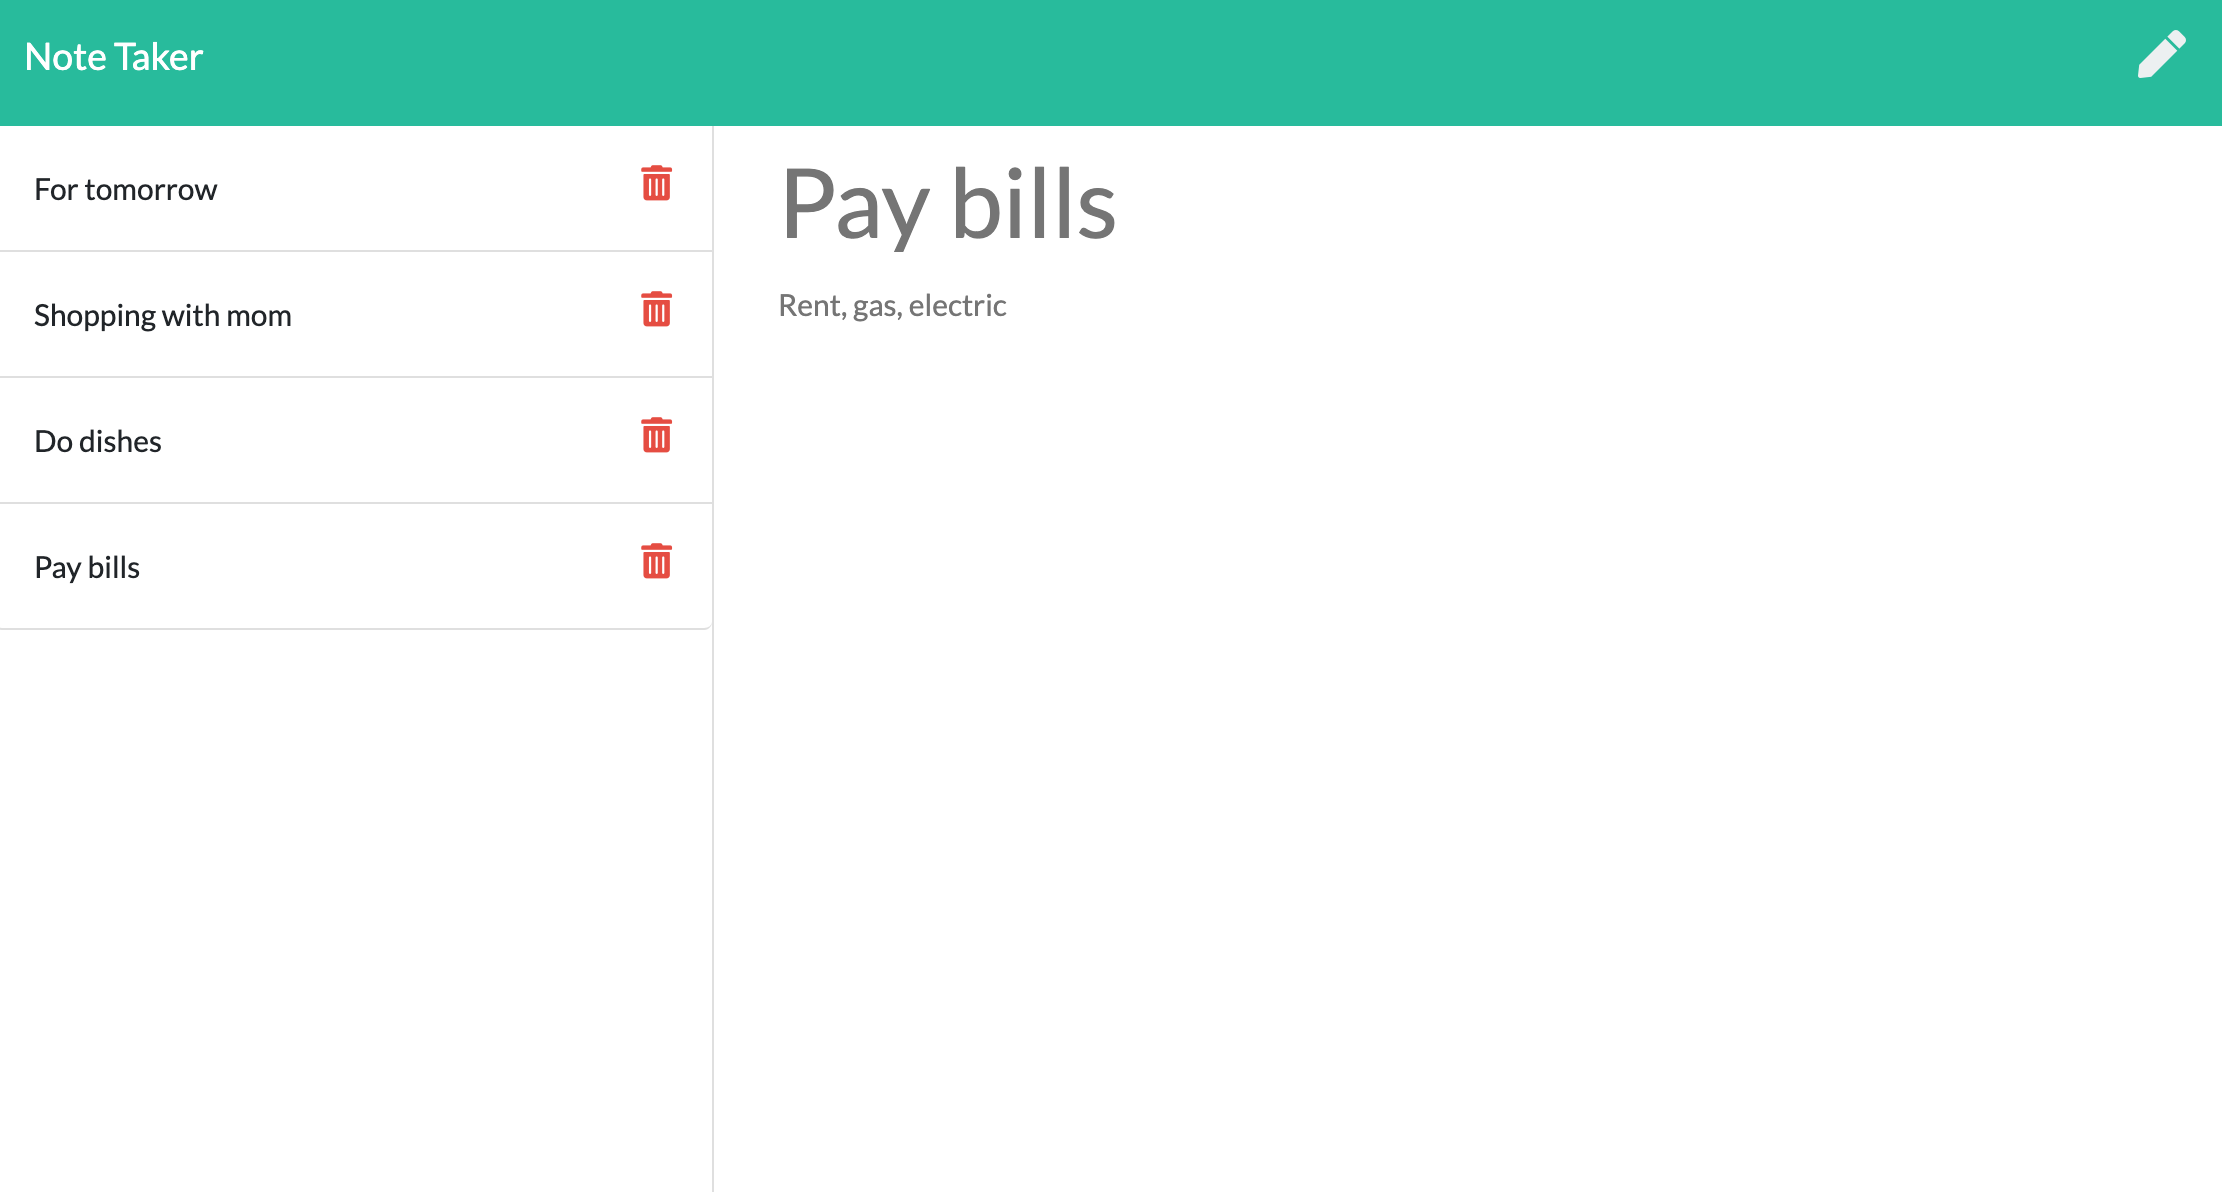 Note Taker
For tomorrow
Shopping with mom
Do dishes
Pay bills
Pay bills
Rent, gas, electric